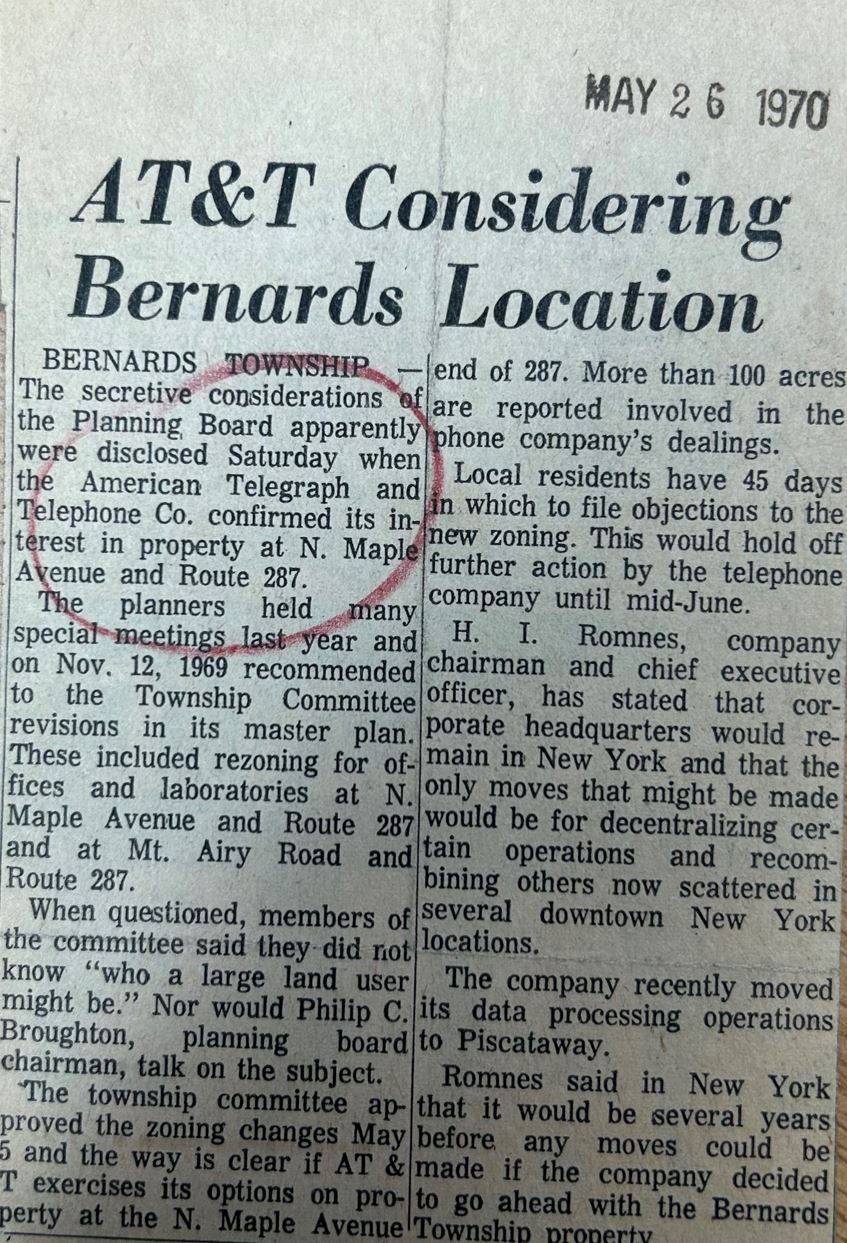 MAY 26 1970
AT&T Considering
Bernards Location
BERNARDS TOWNSHIP —
The secretive considerations of
the Planning Board apparently
were disclosed Saturday when
the American Telegraph and
Telephone Co. confirmed its in-
terest in property at N. Maple
Avenue and Route 287.
The planners held many
special meetings last year and
on Nov. 12, 1969 recommended
to the Township Committee
revisions in its master plan.
These included rezoning for of-
fices and laboratories at N.
Maple Avenue and Route 287
and at Mt. Airy Road and
Route 287.
When questioned, members of
the committee said they did not
know “who a large land user
might be.” Nor would Philip C.
Broughton, planning board
chairman, talk on the subject.
The township committee ap-
proved the zoning changes May
5 and the way is clear if AT &
T exercises its options on pro-
perty at the N. Maple Avenue
end of 287. More than 100 acres
are reported involved in the
phone company’s dealings.
Local residents have 45 days
in which to file objections to the
new zoning. This would hold off
further action by the telephone
company until mid-June.
H. I. Romnes, company
chairman and chief executive
officer, has stated that cor-
porate headquarters would re-
main in New York and that the
only moves that might be made
would be for decentralizing cer-
tain operations and recom-
bining others now scattered in
several downtown New York
locations.
The company recently moved
its data processing operations
to Piscataway.
Romnes said in New York
that it would be several years
before any moves could be
made if the company decided
to go ahead with the Bernards
Township property